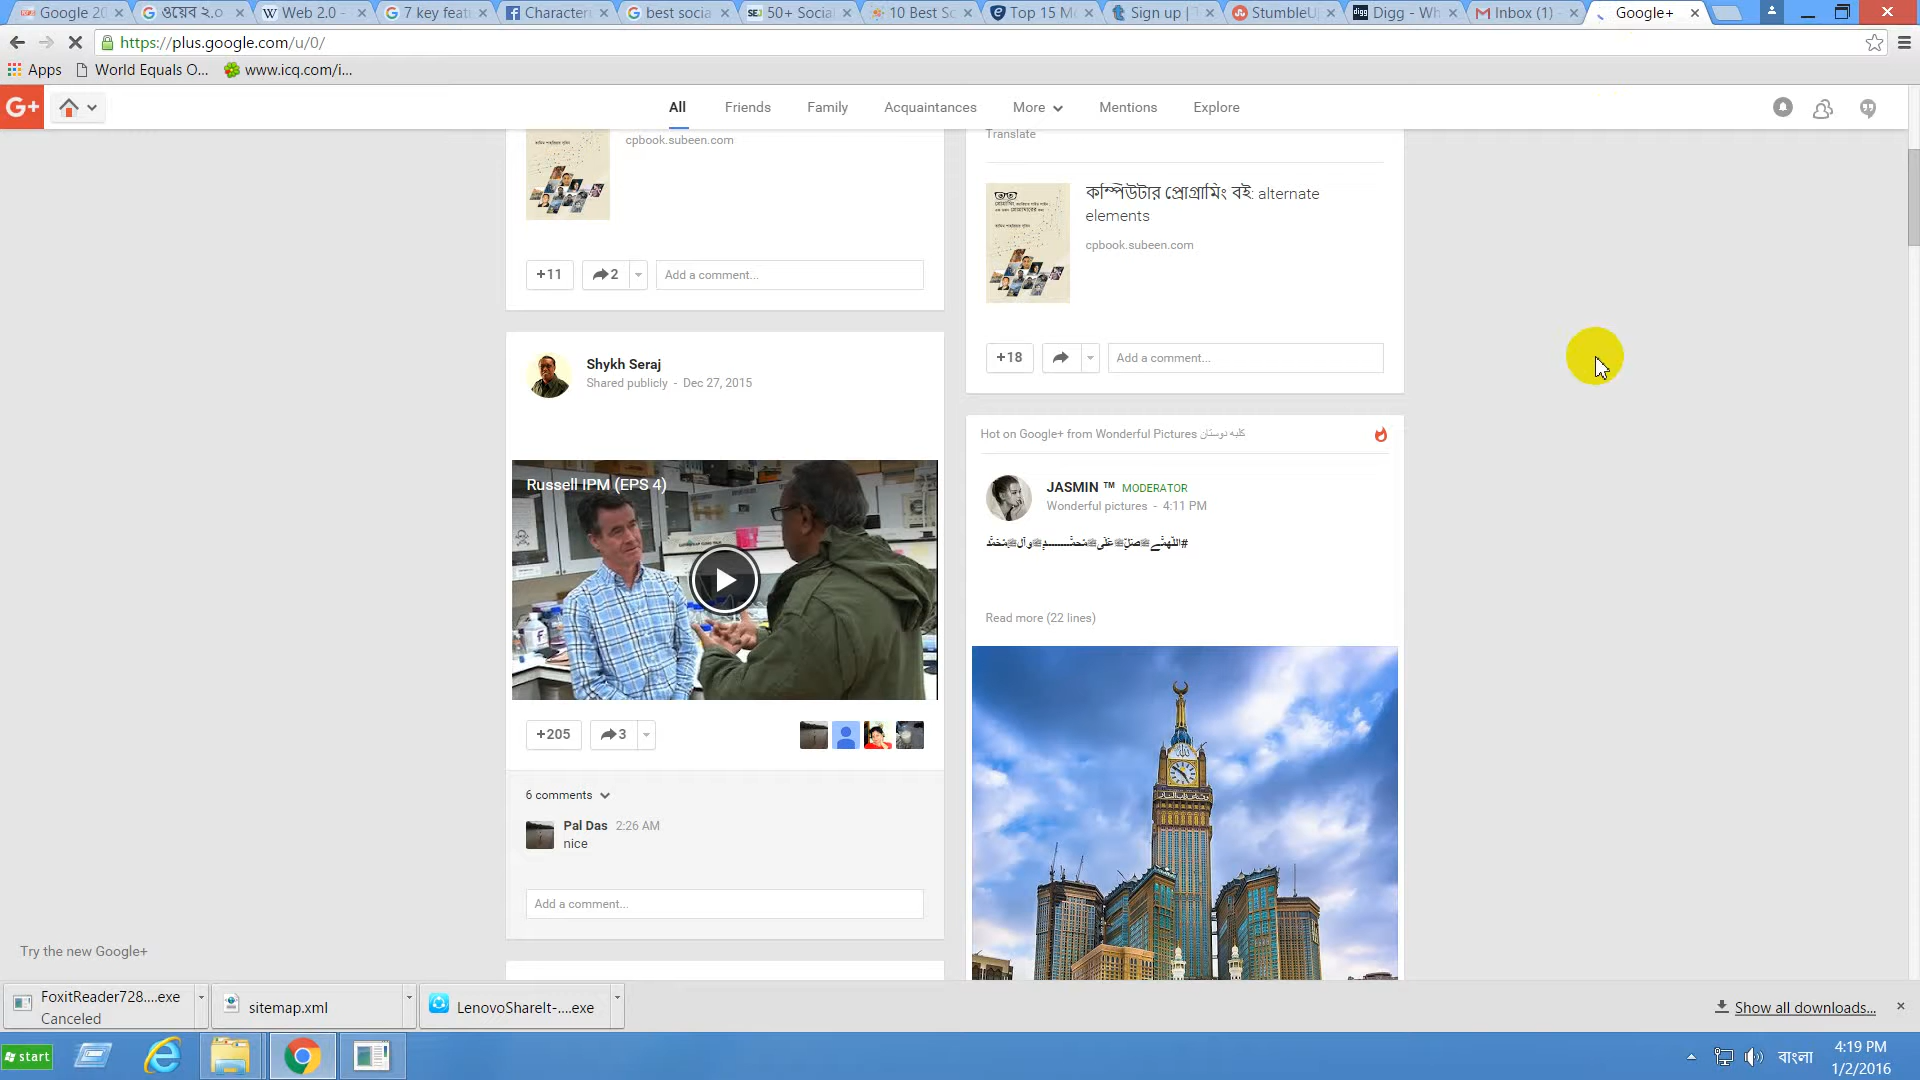 Google 20
ওয়েব ২.০
Web 2.0 -
7 key feat
Character
best socia
50+ Socia
10 Best Sc
Top 15 M
Sign up |
StumbleU
Digg - Wh
Inbox (1)
Google+
https://plus.google.com/u/0/
Apps
World Equals O...
www.icq.com/i...
G+
All
Friends
Family
Acquaintances
More
Mentions
Explore
cpbook.subeen.com
+11
2
Add a comment...
Translate
কম্পিউটার প্রোগ্রামিং বই: alternate
elements
cpbook.subeen.com
+18
Add a comment...
Shykh Seraj
Shared publicly - Dec 27, 2015
Russell IPM (EPS 4)
+205
3
6 comments
Pal Das 2:26 AM
nice
Add a comment...
Hot on Google+ from Wonderful Pictures كلبه دوستان
JASMIN ™ MODERATOR
Wonderful pictures - 4:11 PM
Read more (22 lines)
Try the new Google+
FoxitReader728....exe
Canceled
sitemap.xml
LenovoShareIt-....exe
Show all downloads...
start
বাংলা
4:19 PM
1/2/2016